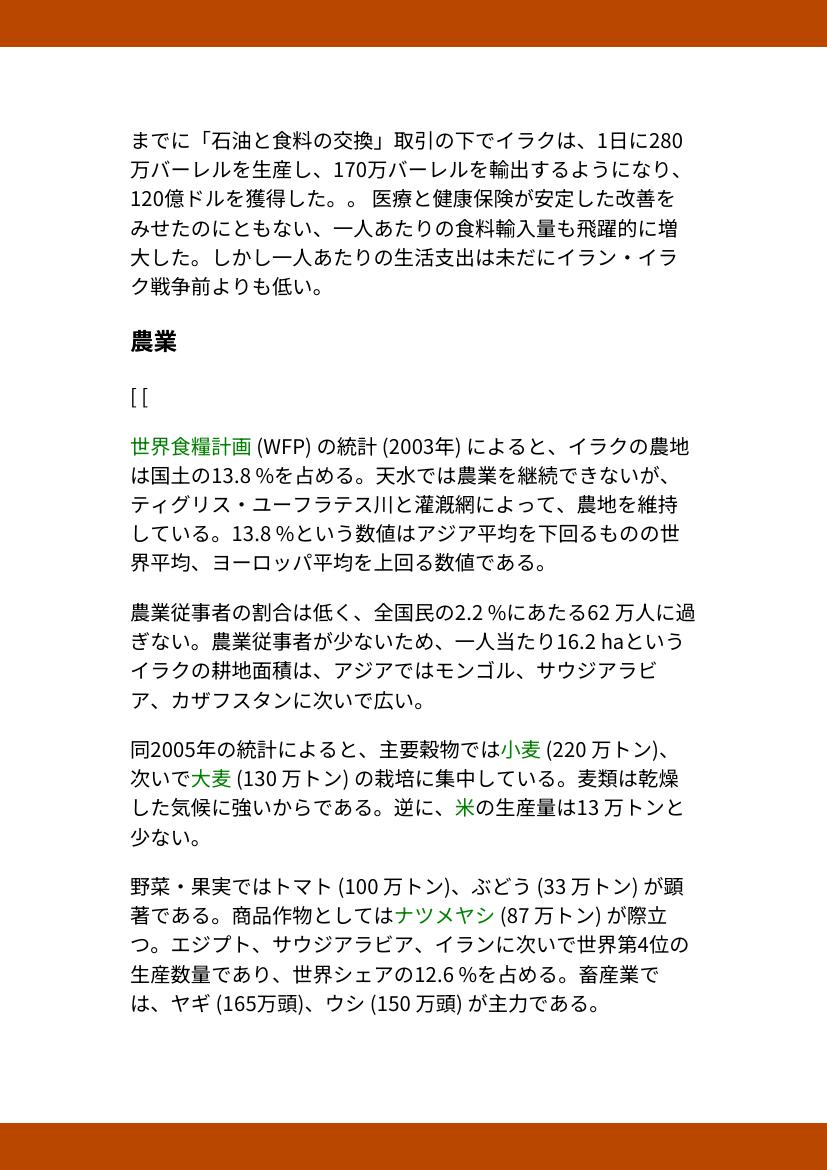 までに「石油と食料の交換」取引の下でイラクは、1日に280
万バーレルを生産し、170万バーレルを輸出するようになり、
120億ドルを獲得した。。 医療と健康保険が安定した改善を
みせたのにともない、一人あたりの食料輸入量も飛躍的に増
大した。しかし一人あたりの生活支出は未だにイラン・イラ
ク戦争前よりも低い。
農業
[ [
世界食糧計画 (WFP) の統計 (2003年) によると、イラクの農地
は国土の13.8 %を占める。天水では農業を継続できないが、
ティグリス・ユーフラテス川と灌漑網によって、農地を維持
している。13.8 %という数値はアジア平均を下回るものの世
界平均、ヨーロッパ平均を上回る数値である。
農業従事者の割合は低く、全国民の2.2 %にあたる62 万人に過
ぎない。農業従事者が少ないため、一人当たり16.2 haという
イラクの耕地面積は、アジアではモンゴル、サウジアラビ
ア、カザフスタンに次いで広い。
同2005年の統計によると、主要穀物では小麦 (220 万トン)、
次いで大麦 (130 万トン) の栽培に集中している。麦類は乾燥
した気候に強いからである。逆に、米の生産量は13 万トンと
少ない。
野菜・果実ではトマト (100 万トン)、ぶどう (33 万トン) が顕
著である。商品作物としてはナツメヤシ (87 万トン) が際立
つ。エジプト、サウジアラビア、イランに次いで世界第4位の
生産数量であり、世界シェアの12.6 %を占める。畜産業で
は、ヤギ (165万頭)、ウシ (150 万頭) が主力である。